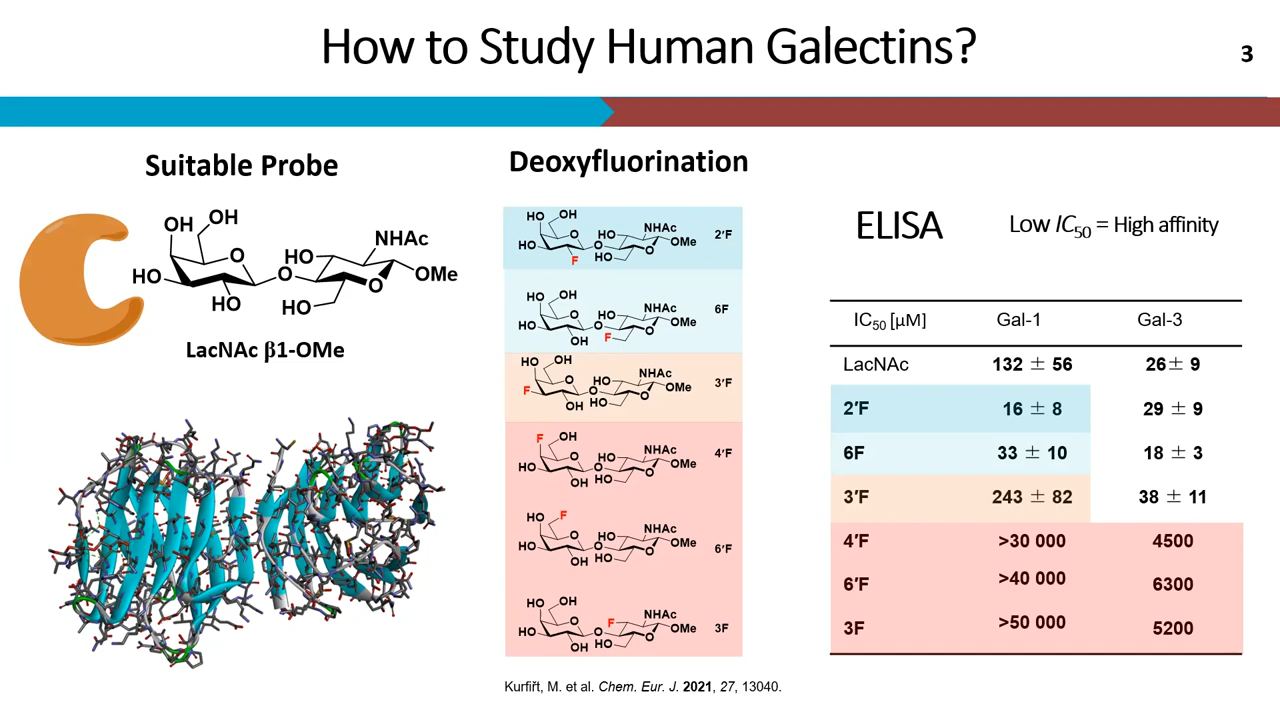 How to Study Human Galectins?
3
Suitable Probe
OH
OH
HO
O
HO
O
HO
HO
NHAc
O
OMe
LacNAc β1-OMe
Deoxyfluorination
HO
OH
HO
O
F
O
HO
HO
NHAc
O
OMe
2′F
HO
OH
HO
O
OH
O
HO
F
NHAc
O
OMe
6F
HO
OH
F
O
OH
O
HO
HO
NHAc
O
OMe
3′F
F
OH
HO
O
OH
O
HO
HO
NHAc
O
OMe
4′F
HO
F
HO
O
OH
O
HO
HO
NHAc
O
OMe
6′F
HO
OH
HO
O
OH
O
F
HO
NHAc
O
OMe
3F
ELISA
Low IC50 = High affinity
IC50 [µM] Gal-1 Gal-3
LacNAc 132 ± 56 26 ± 9
2′F 16 ± 8 29 ± 9
6F 33 ± 10 18 ± 3
3′F 243 ± 82 38 ± 11
4′F >30 000 4500
6′F >40 000 6300
3F >50 000 5200
Kurfiřt, M. et al. Chem. Eur. J. 2021, 27, 13040.